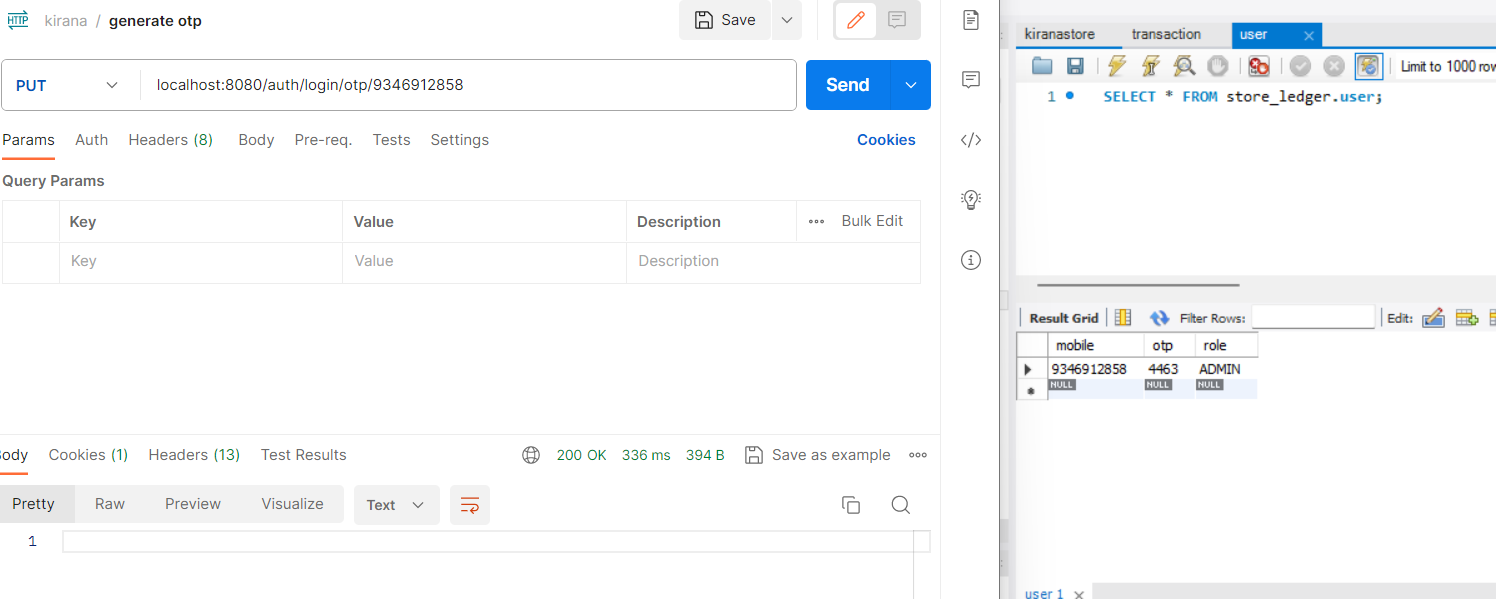 HTTP kirana / generate otp Save
PUT localhost:8080/auth/login/otp/9346912858 Send
Params Auth Headers (8) Body Pre-req. Tests Settings Cookies
Query Params
Key Value Description Bulk Edit
Key Value Description
ody Cookies (1) Headers (13) Test Results 200 OK 336 ms 394 B Save as example
Pretty Raw Preview Visualize Text
1
kiranastore transaction user
Limit to 1000 row
1 SELECT * FROM store_ledger.user;
Result Grid Filter Rows: Edit:
mobile otp role
9346912858 4463 ADMIN
NULL NULL NULL
user 1